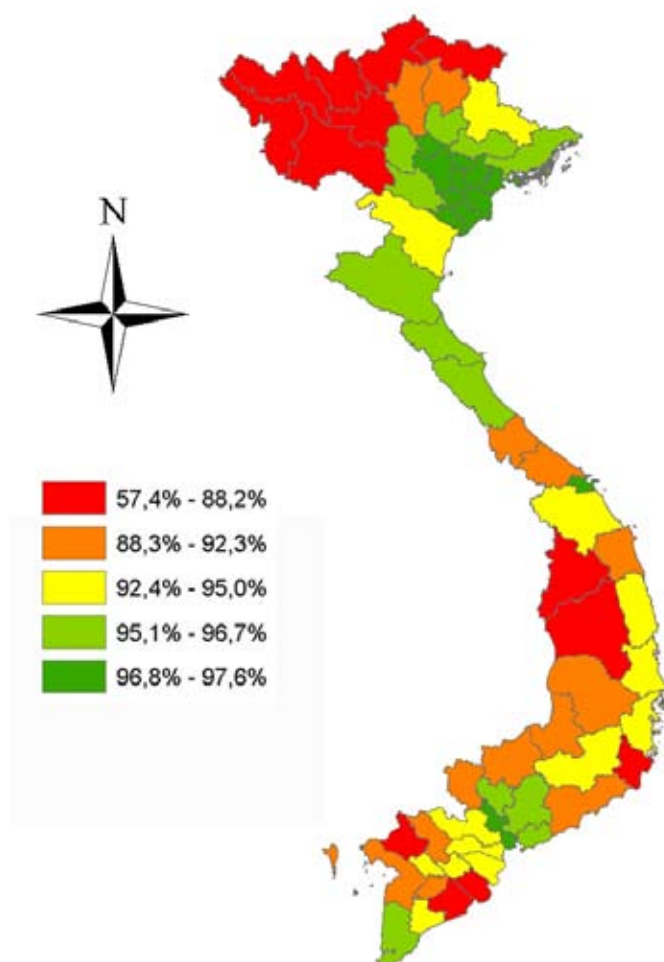 N
57,4% - 88,2%
88,3% - 92,3%
92,4% - 95,0%
95,1% - 96,7%
96,8% - 97,6%